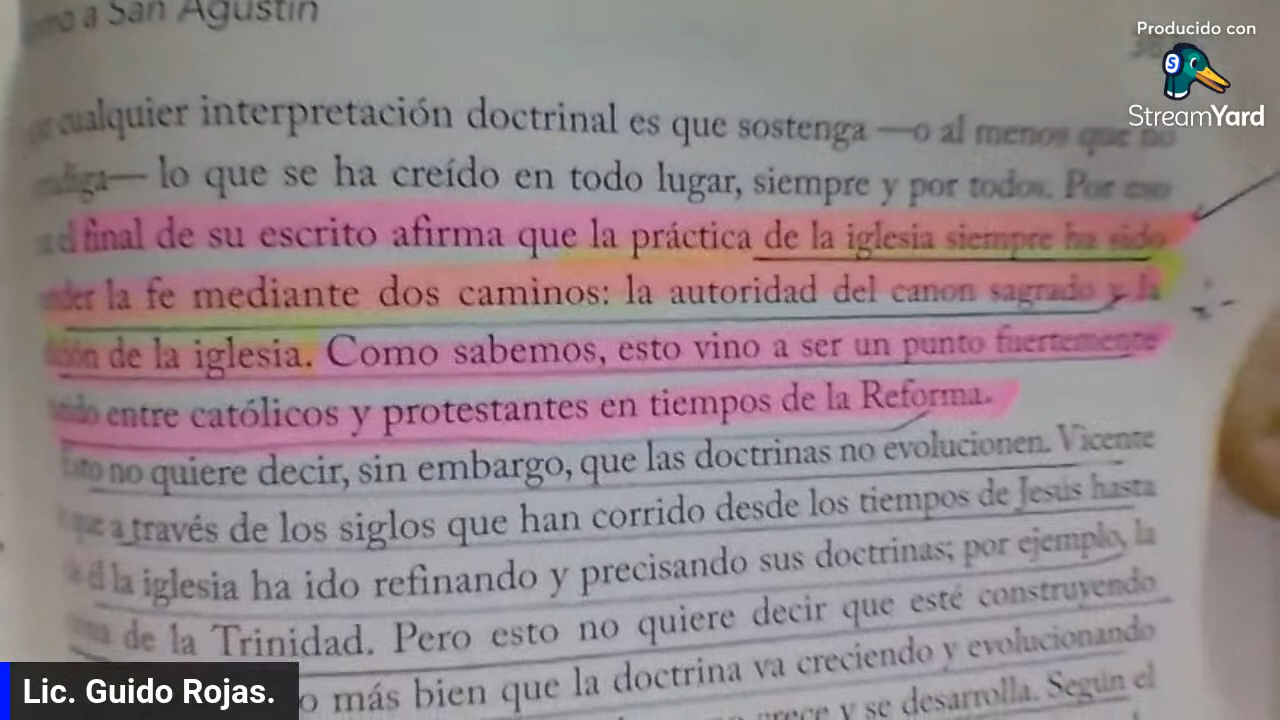 a San Agustín
Producido con
StreamYard
cualquier interpretación doctrinal es que sostenga —o al menos que no
lo que se ha creído en todo lugar, siempre y por todos. Por eso
el final de su escrito afirma que la práctica de la iglesia siempre ha sido
la fe mediante dos caminos: la autoridad del canon sagrado y la
de la iglesia. Como sabemos, esto vino a ser un punto fuertemente
entre católicos y protestantes en tiempos de la Reforma.
Esto no quiere decir, sin embargo, que las doctrinas no evolucionen. Vicente
que a través de los siglos que han corrido desde los tiempos de Jesús hasta
la iglesia ha ido refinando y precisando sus doctrinas; por ejemplo, la
de la Trinidad. Pero esto no quiere decir que esté construyendo
más bien que la doctrina va creciendo y evolucionando
crece y se desarrolla. Según el
Lic. Guido Rojas.